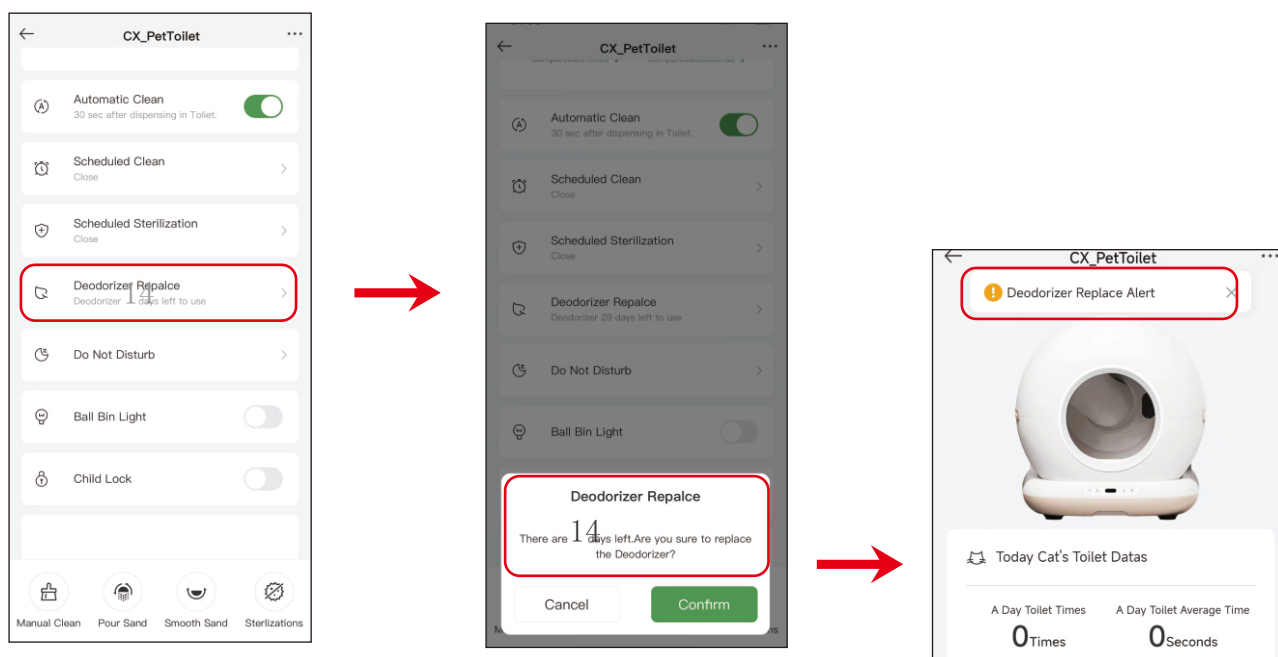 CX_PetToilet
Automatic Clean
30 sec after dispensing in Toliet.
Scheduled Clean
Close
Scheduled Sterilization
Close
Deodorizer Repalce
Deodorizer 14 days left to use
Do Not Disturb
Ball Bin Light
Child Lock
Manual Clean Pour Sand Smooth Sand Sterlizations
CX_PetToilet
Automatic Clean
30 sec after dispensing in Toliet.
Scheduled Clean
Close
Scheduled Sterilization
Close
Deodorizer Repalce
Deodorizer 29 days left to use
Do Not Disturb
Ball Bin Light
Deodorizer Repalce
There are 14 days left.Are you sure to replace
the Deodorizer?
Cancel Confirm
CX_PetToilet
Deodorizer Replace Alert
Today Cat's Toilet Datas
A Day Toilet Times A Day Toilet Average Time
0Times 0Seconds